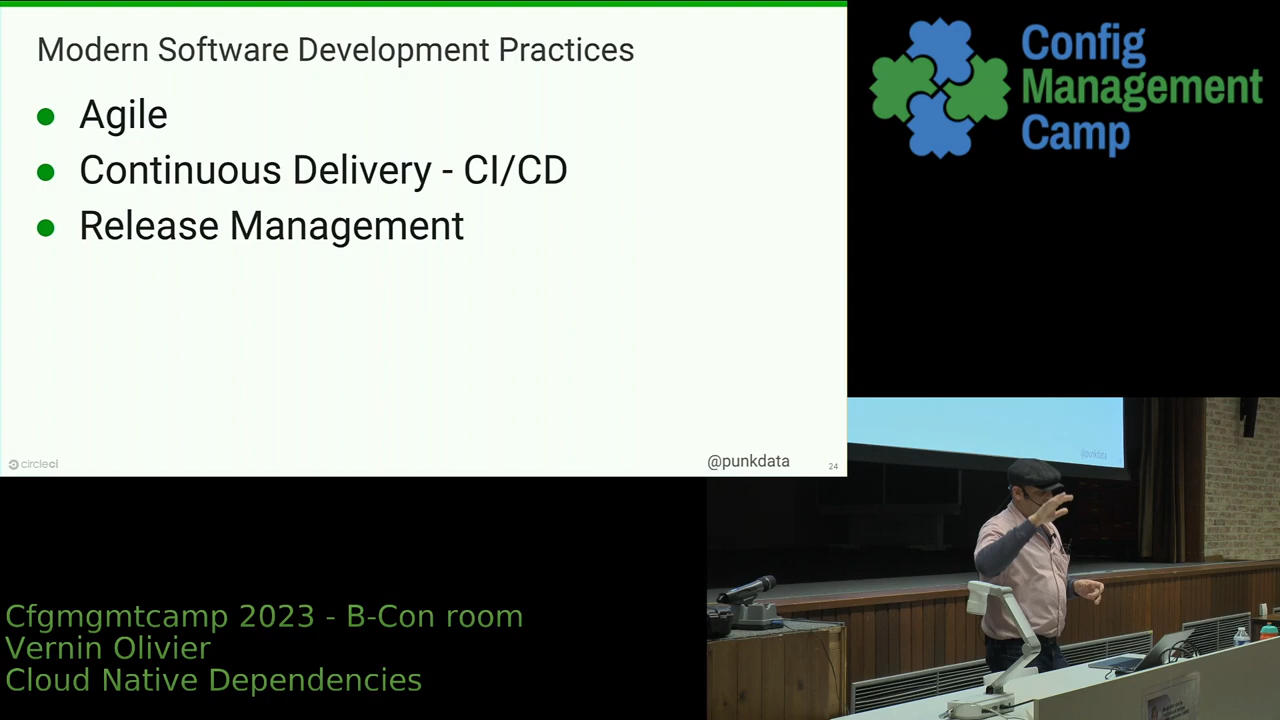 Modern Software Development Practices
Agile
Continuous Delivery - CI/CD
Release Management
circleci
@punkdata
24
Config
Management
Camp
@punkdata
Cfgmgmtcamp 2023 - B-Con room
Vernin Olivier
Cloud Native Dependencies